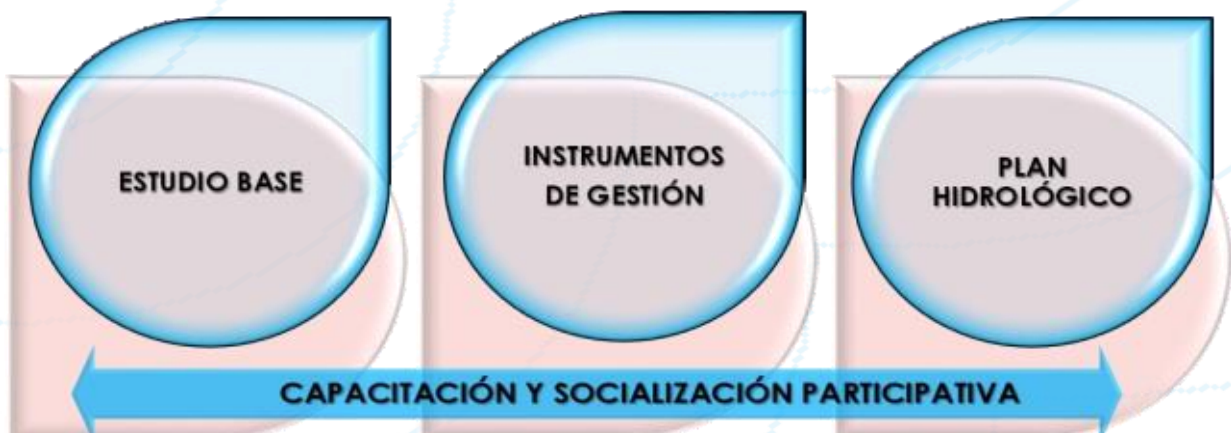 ESTUDIO BASE
INSTRUMENTOS
DE GESTIÓN
PLAN
HIDROLÓGICO
CAPACITACIÓN Y SOCIALIZACIÓN PARTICIPATIVA